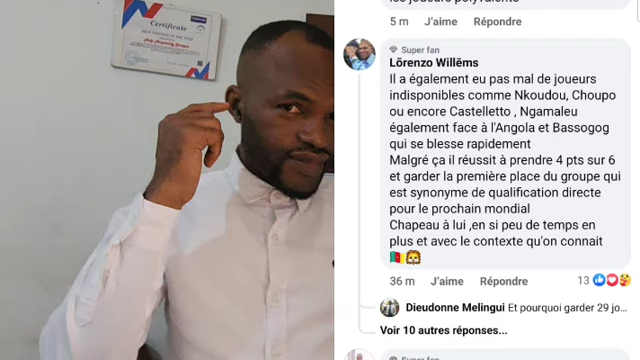 Certificate
les joueurs polyvalents
5 m J'aime Répondre
Super fan
Lörenzo Willêms
Il a également eu pas mal de joueurs
indisponibles comme Nkoudou, Choupo
ou encore Castelletto , Ngamaleu
également face à l'Angola et Bassogog
qui se blesse rapidement
Malgré ça il réussit à prendre 4 pts sur 6
et garder la première place du groupe qui
est synonyme de qualification directe
pour le prochain mondial
Chapeau à lui ,en si peu de temps en
plus et avec le contexte qu'on connait
36 m J'aime Répondre 13
Dieudonne Melingui Et pourquoi garder 29 jo...
Voir 10 autres réponses...
Super fan